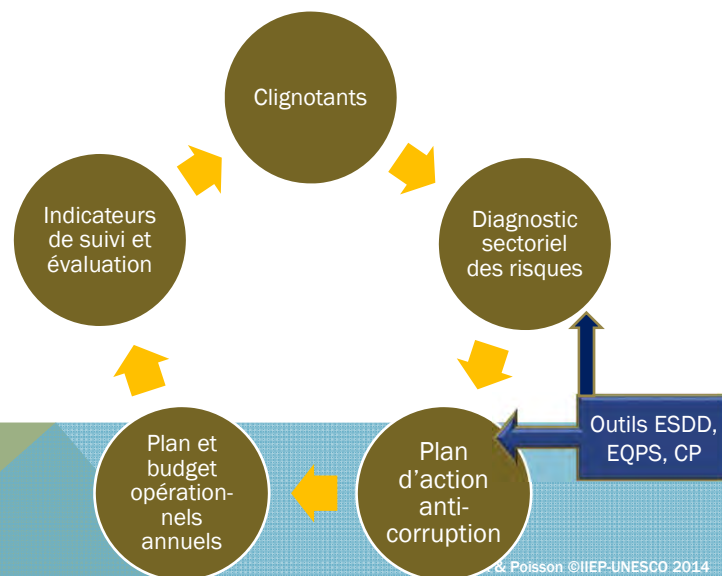 Clignotants
Diagnostic
sectoriel
des risques
Outils ESDD,
EQPS, CP
Plan
d'action
anti-
corruption
Plan et
budget
opération-
nels
annuels
Indicateurs
de suivi et
évaluation
& Poisson ©IIEP-UNESCO 2014